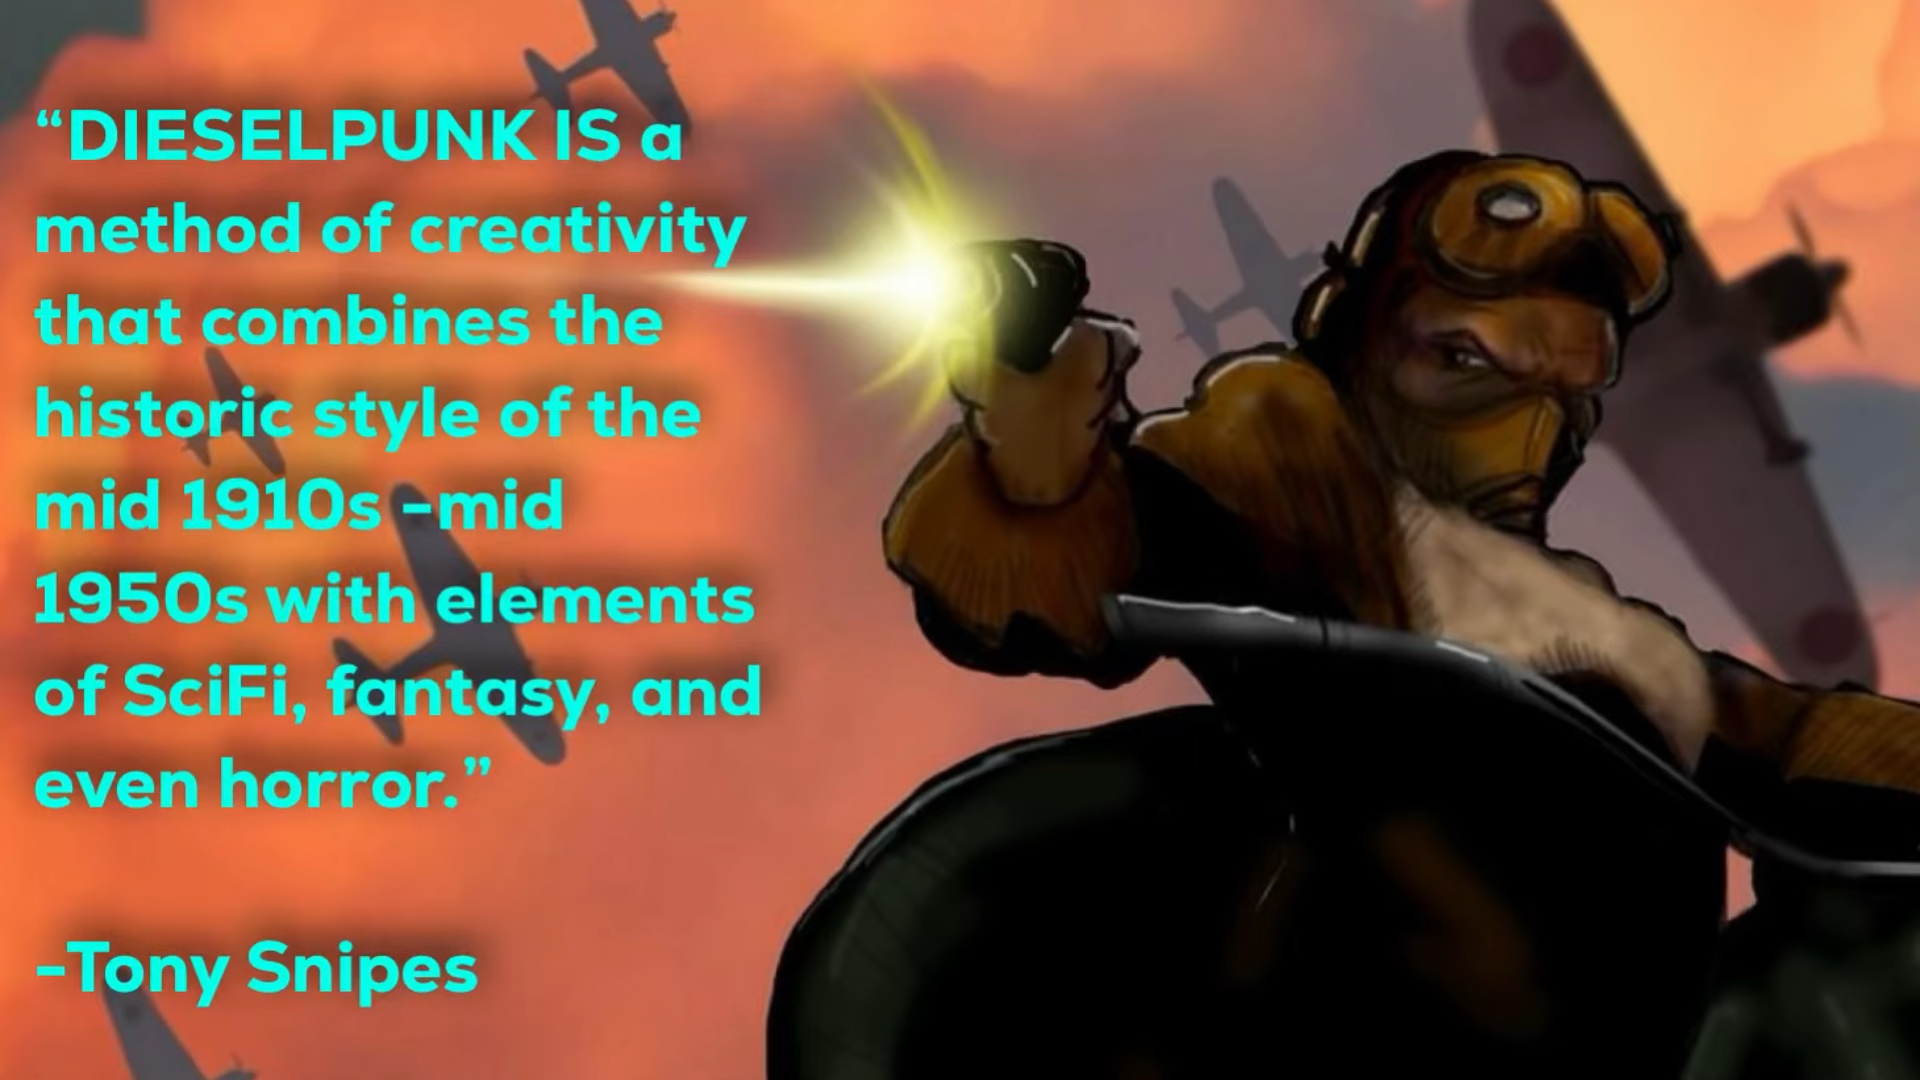 “DIESELPUNK IS a
method of creativity
that combines the
historic style of the
mid 1910s -mid
1950s with elements
of SciFi, fantasy, and
even horror.”
-Tony Snipes